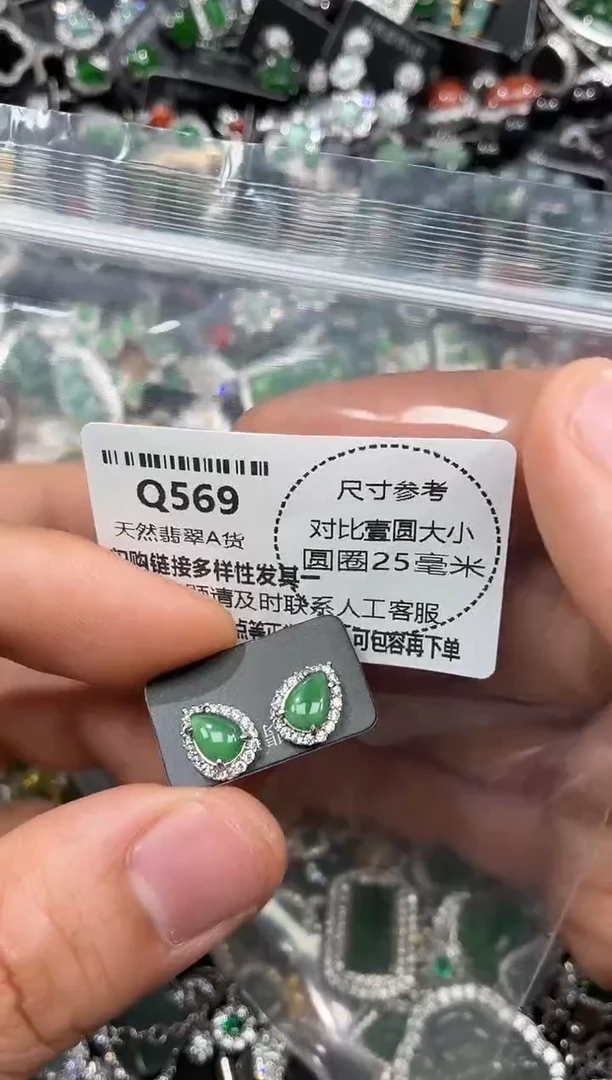 Q569
天然翡翠A货
尺寸参考
对比壹圆大小
圆圈25毫米
购链接多样性发其一
题请及时联系人工客服
可包容再下单